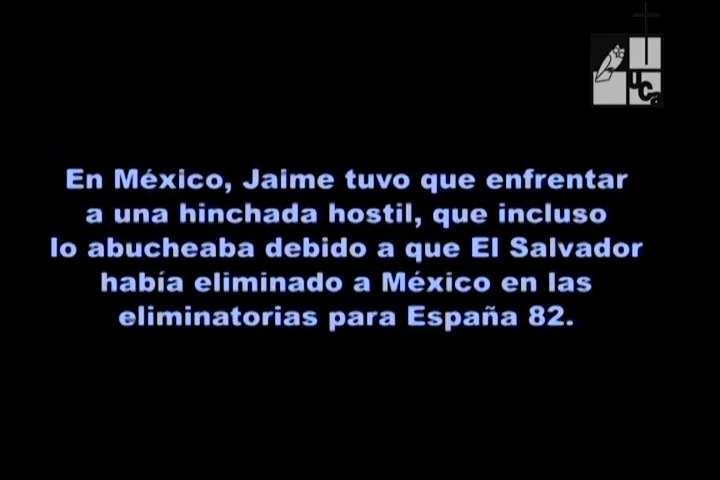 uca
En México, Jaime tuvo que enfrentar
a una hinchada hostil, que incluso
lo abucheaba debido a que El Salvador
había eliminado a México en las
eliminatorias para España 82.